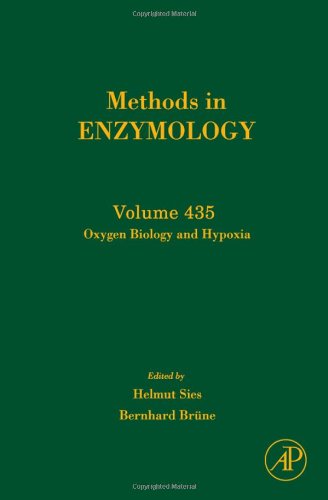 Methods in
ENZYMOLOGY
Volume 435
Oxygen Biology and Hypoxia
Edited by
Helmut Sies
Bernhard Brüne
AP